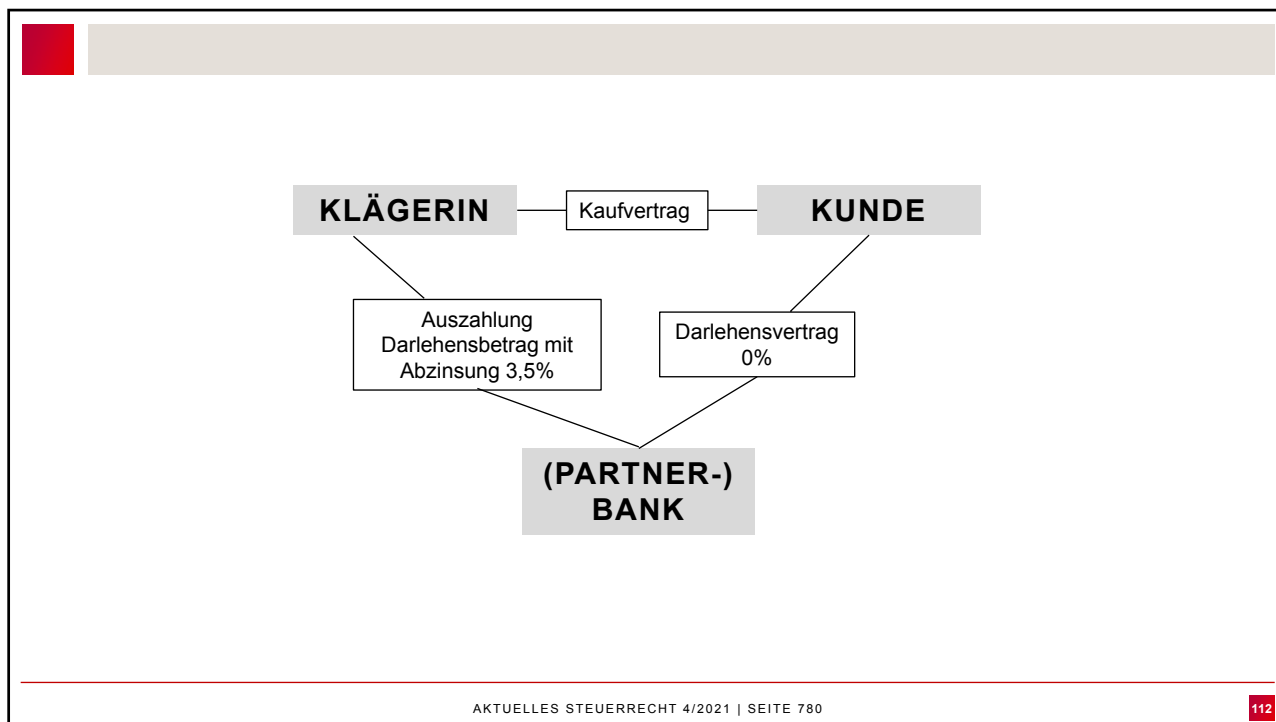 KLÄGERIN
Kaufvertrag
KUNDE
Auszahlung
Darlehensbetrag mit
Abzinsung 3,5%
Darlehensvertrag
0%
(PARTNER-)
BANK
AKTUELLES STEUERRECHT 4/2021 | SEITE 780
112